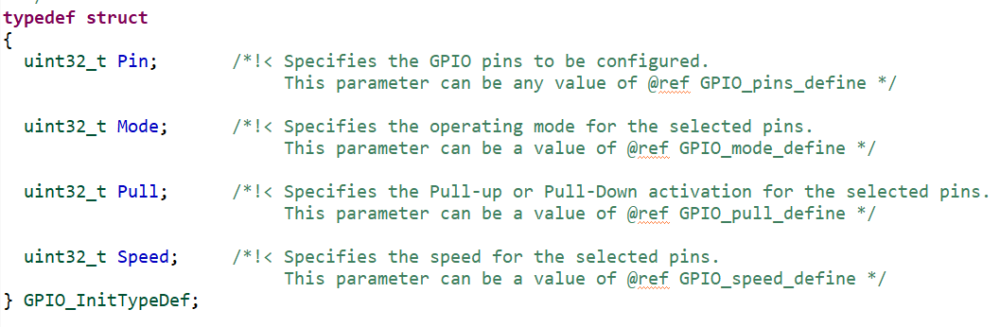 typedef struct
{
  uint32_t Pin;       /*!< Specifies the GPIO pins to be configured.
                           This parameter can be any value of @ref GPIO_pins_define */
  uint32_t Mode;      /*!< Specifies the operating mode for the selected pins.
                           This parameter can be a value of @ref GPIO_mode_define */
  uint32_t Pull;      /*!< Specifies the Pull-up or Pull-Down activation for the selected pins.
                           This parameter can be a value of @ref GPIO_pull_define */
  uint32_t Speed;     /*!< Specifies the speed for the selected pins.
                           This parameter can be a value of @ref GPIO_speed_define */
} GPIO_InitTypeDef;